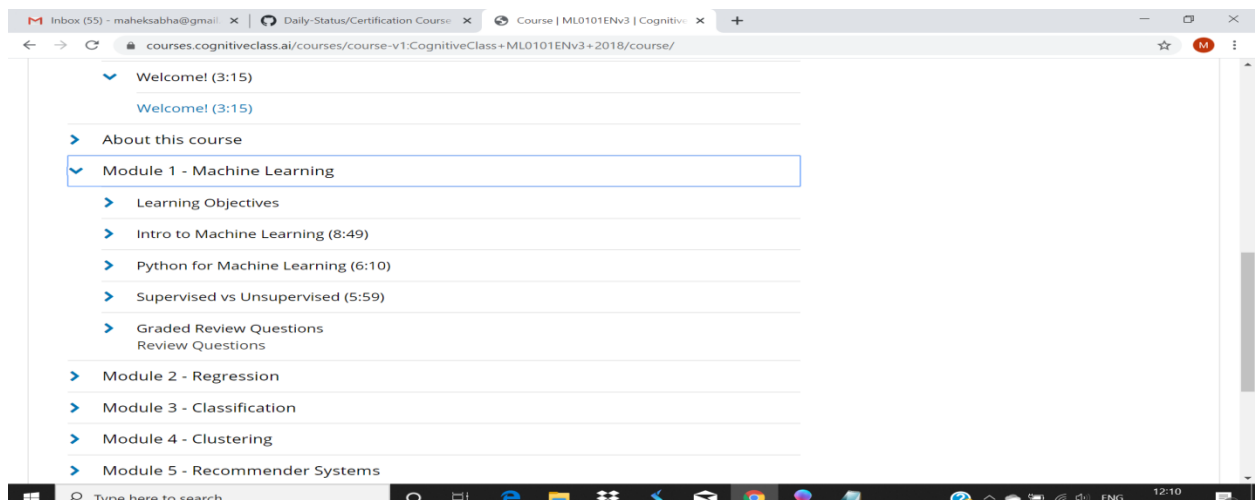 Inbox (55) - maheksabha@gmail.
Daily-Status/Certification Course
Course | ML0101ENv3 | Cognitive
courses.cognitiveclass.ai/courses/course-v1:CognitiveClass+ML0101ENv3+2018/course/
M
Welcome! (3:15)
Welcome! (3:15)
About this course
Module 1 - Machine Learning
Learning Objectives
Intro to Machine Learning (8:49)
Python for Machine Learning (6:10)
Supervised vs Unsupervised (5:59)
Graded Review Questions
Review Questions
Module 2 - Regression
Module 3 - Classification
Module 4 - Clustering
Module 5 - Recommender Systems
Type here to search
ENG
12:10